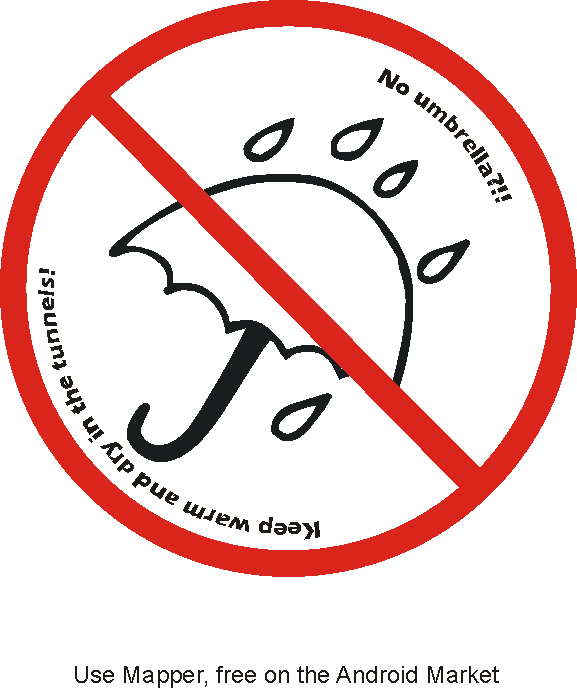 No umbrella?!!
Keep warm and dry in the tunnels!
Use Mapper, free on the Android Market